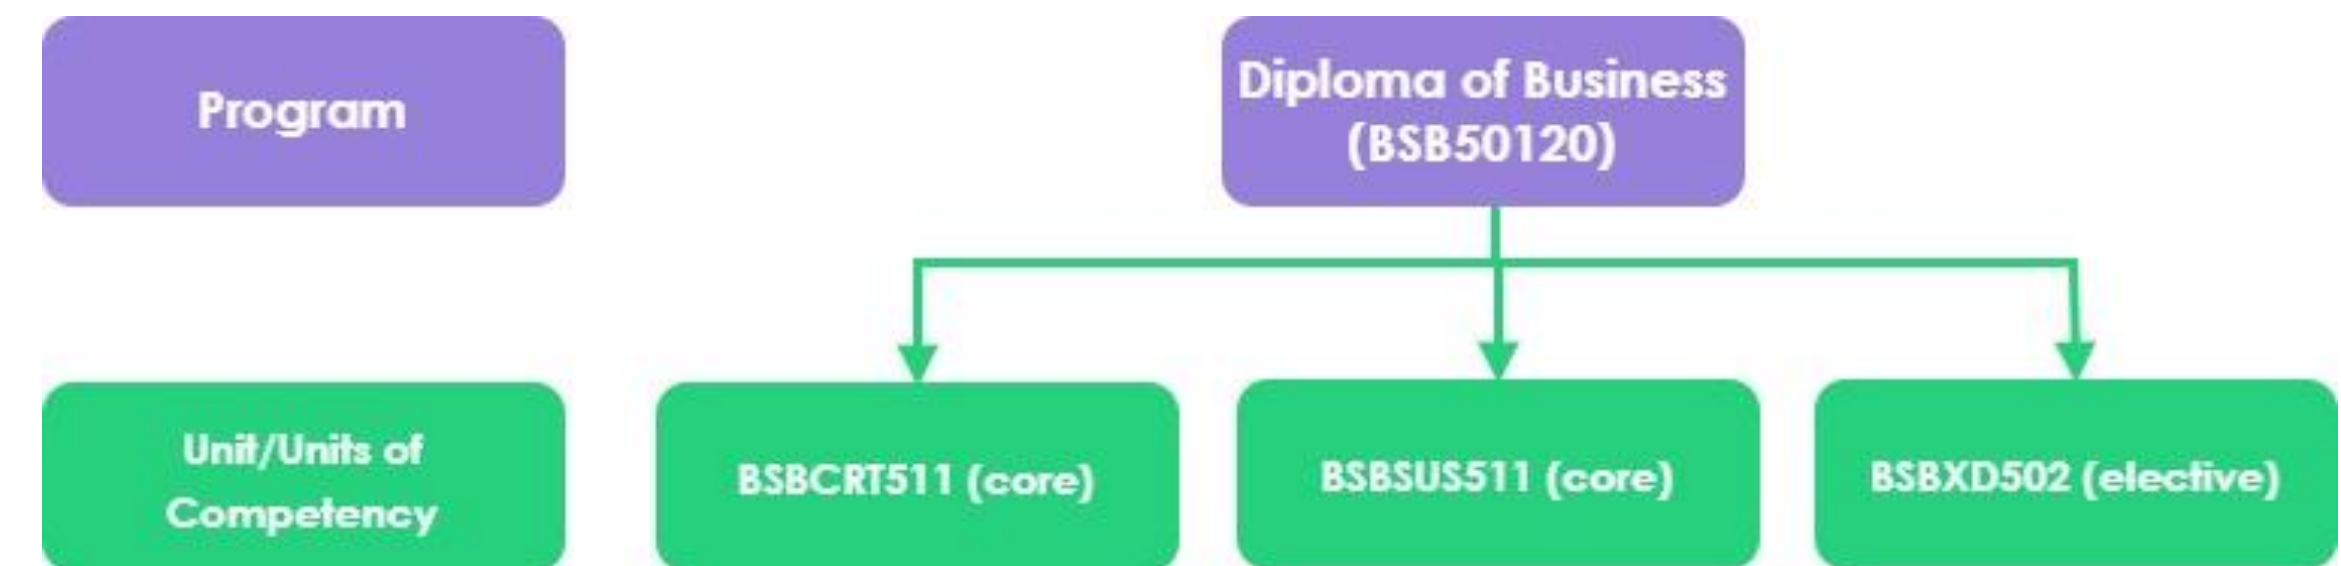 Program
Diploma of Business
(BSB50120)
Unit/Units of
Competency
BSBCRT511 (core)
BSBSUS511 (core)
BSBXD502 (elective)